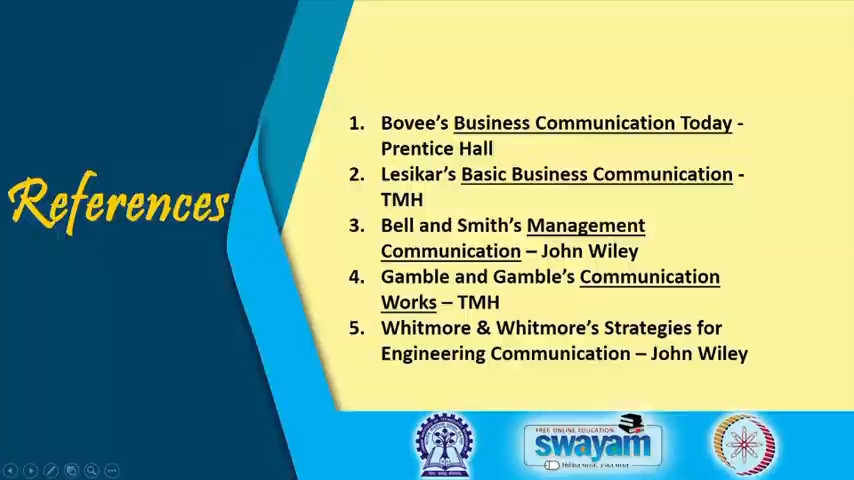 References
1. Bovee's Business Communication Today -
Prentice Hall
2. Lesikar's Basic Business Communication -
TMH
3. Bell and Smith's Management
Communication – John Wiley
4. Gamble and Gamble's Communication
Works – TMH
5. Whitmore & Whitmore's Strategies for
Engineering Communication – John Wiley
FREE ONLINE EDUCATION
swayam